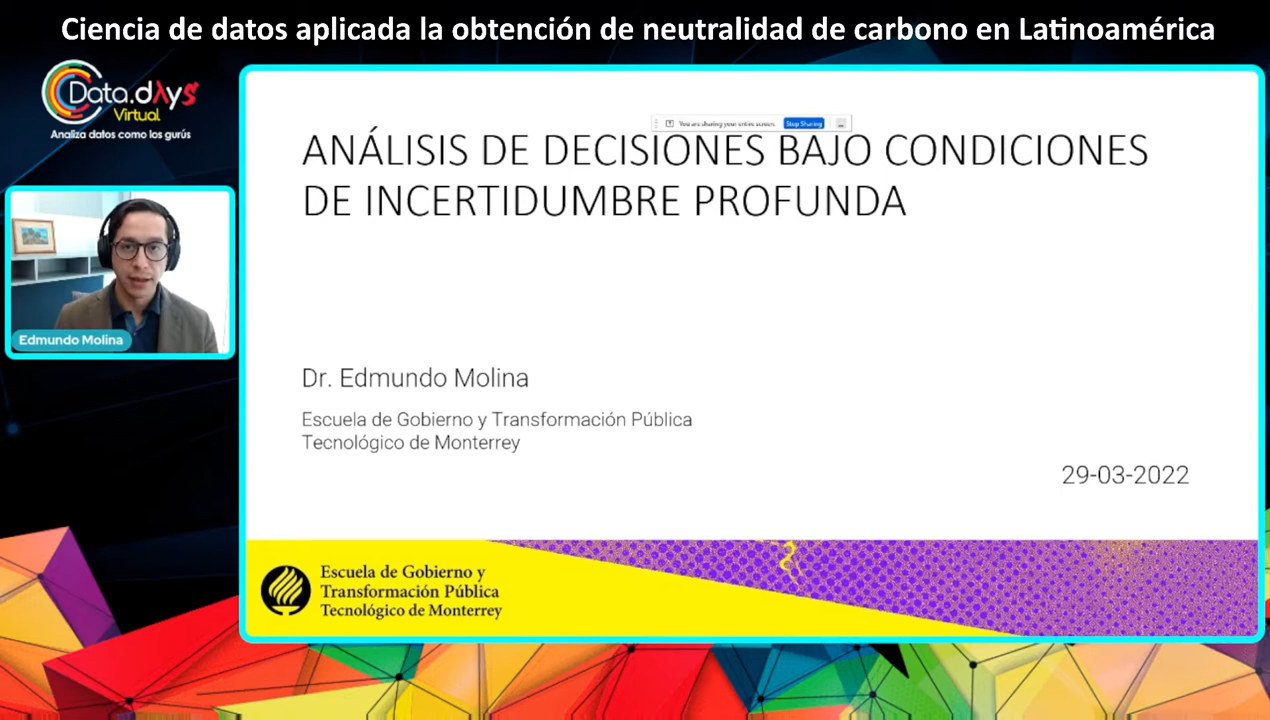 Ciencia de datos aplicada la obtención de neutralidad de carbono en Latinoamérica
Data.dλys
Virtual
Analiza datos como los gurús
You are sharing your entire screen.
Stop Sharing
ANÁLISIS DE DECISIONES BAJO CONDICIONES
DE INCERTIDUMBRE PROFUNDA
Edmundo Molina
Dr. Edmundo Molina
Escuela de Gobierno y Transformación Pública
Tecnológico de Monterrey
29-03-2022
Escuela de Gobierno y
Transformación Pública
Tecnológico de Monterrey